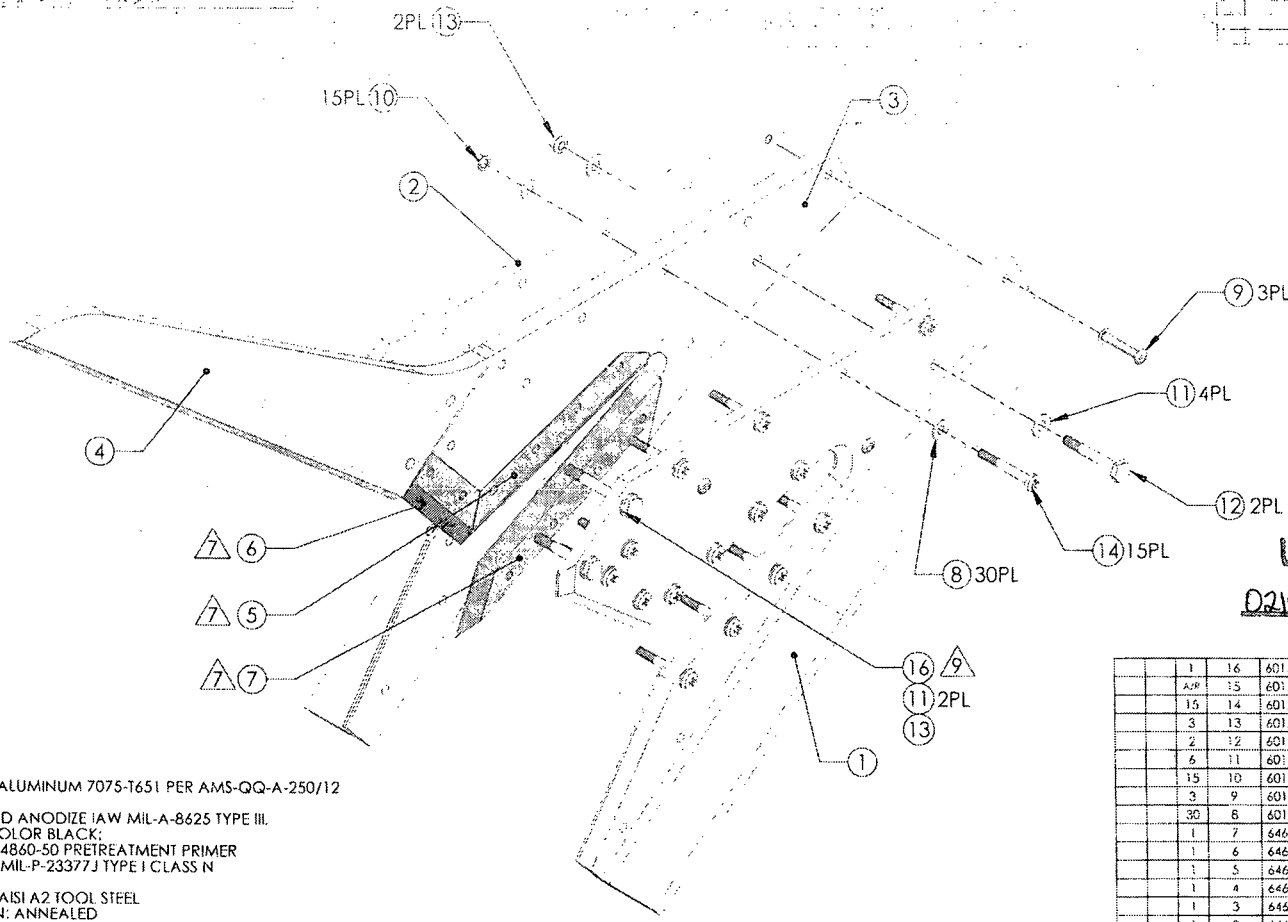 2PL 13
15PL 10
3
2
9 3PL
11 4PL
4
12 2PL
14 15PL
8 30PL
7 6
7 5
7 7
16 9
11 2PL
13
1
1 16 601
A/R 15 601
15 14 601
3 13 601
2 12 601
6 11 601
15 10 601
3 9 601
30 8 601
1 7 646
1 6 646
1 5 646
1 4 646
1 3 646
ALUMINUM 7075-T651 PER AMS-QQ-A-250/12
D ANODIZE IAW MIL-A-8625 TYPE III,
OLOR BLACK;
4860-50 PRETREATMENT PRIMER
MIL-P-23377J TYPE I CLASS N
AISI A2 TOOL STEEL
N: ANNEALED